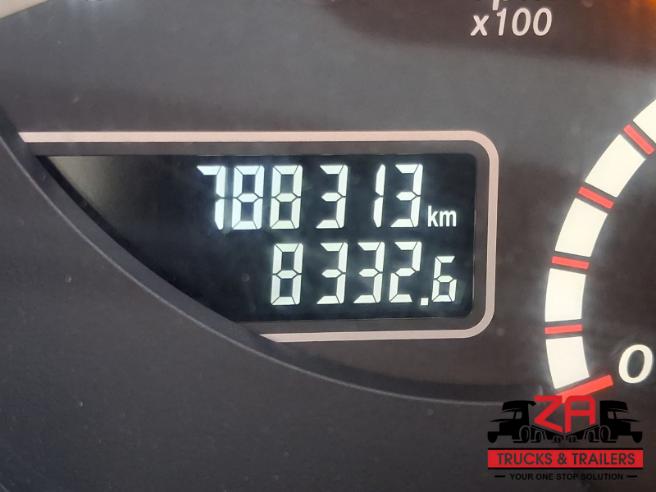 x100
788313 km
8332.6
0
ZA
TRUCKS & TRAILERS
YOUR ONE STOP SOLUTION